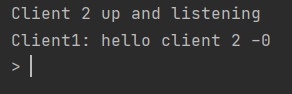 Client 2 up and listening
Client1: hello client 2 -0
>